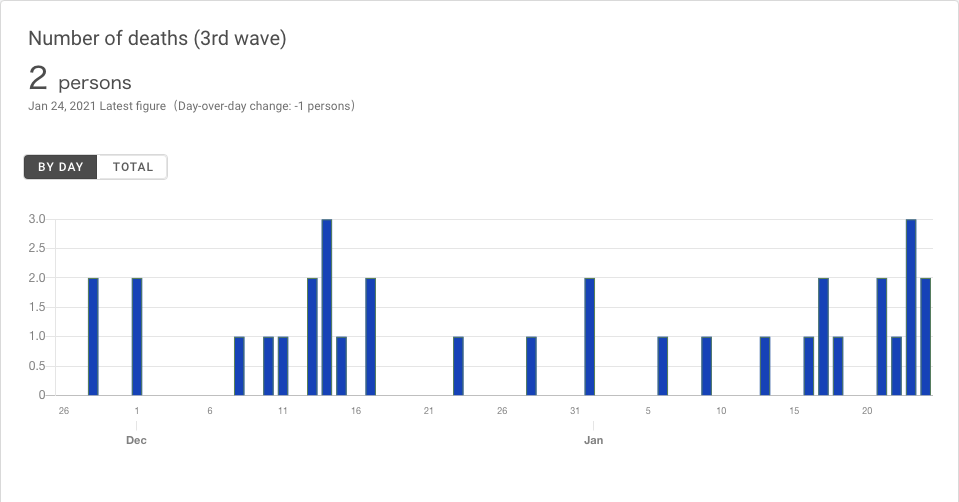 Number of deaths (3rd wave)
2 persons
Jan 24, 2021 Latest figure (Day-over-day change: -1 persons)
BY DAY TOTAL
3.0
2.5
2.0
1.5
1.0
0.5
0
26 1 6 11 16 21 26 31 5 10 15 20
Dec Jan